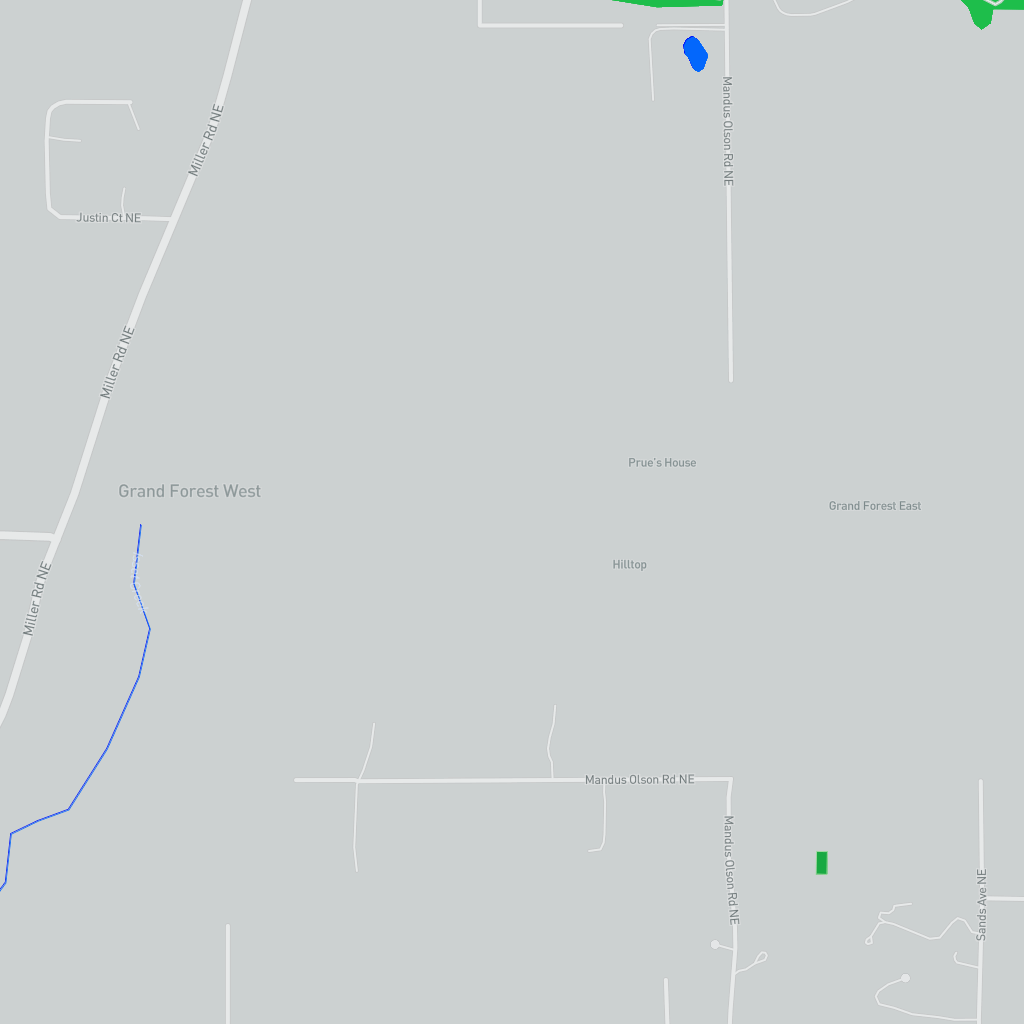 Miller Rd NE
Mandus Olson Rd NE
Justin Ct NE
Miller Rd NE
Prue's House
Grand Forest West
Grand Forest East
Hilltop
Miller Rd NE
Mandus Olson Rd NE
Mandus Olson Rd NE
Sands Ave NE